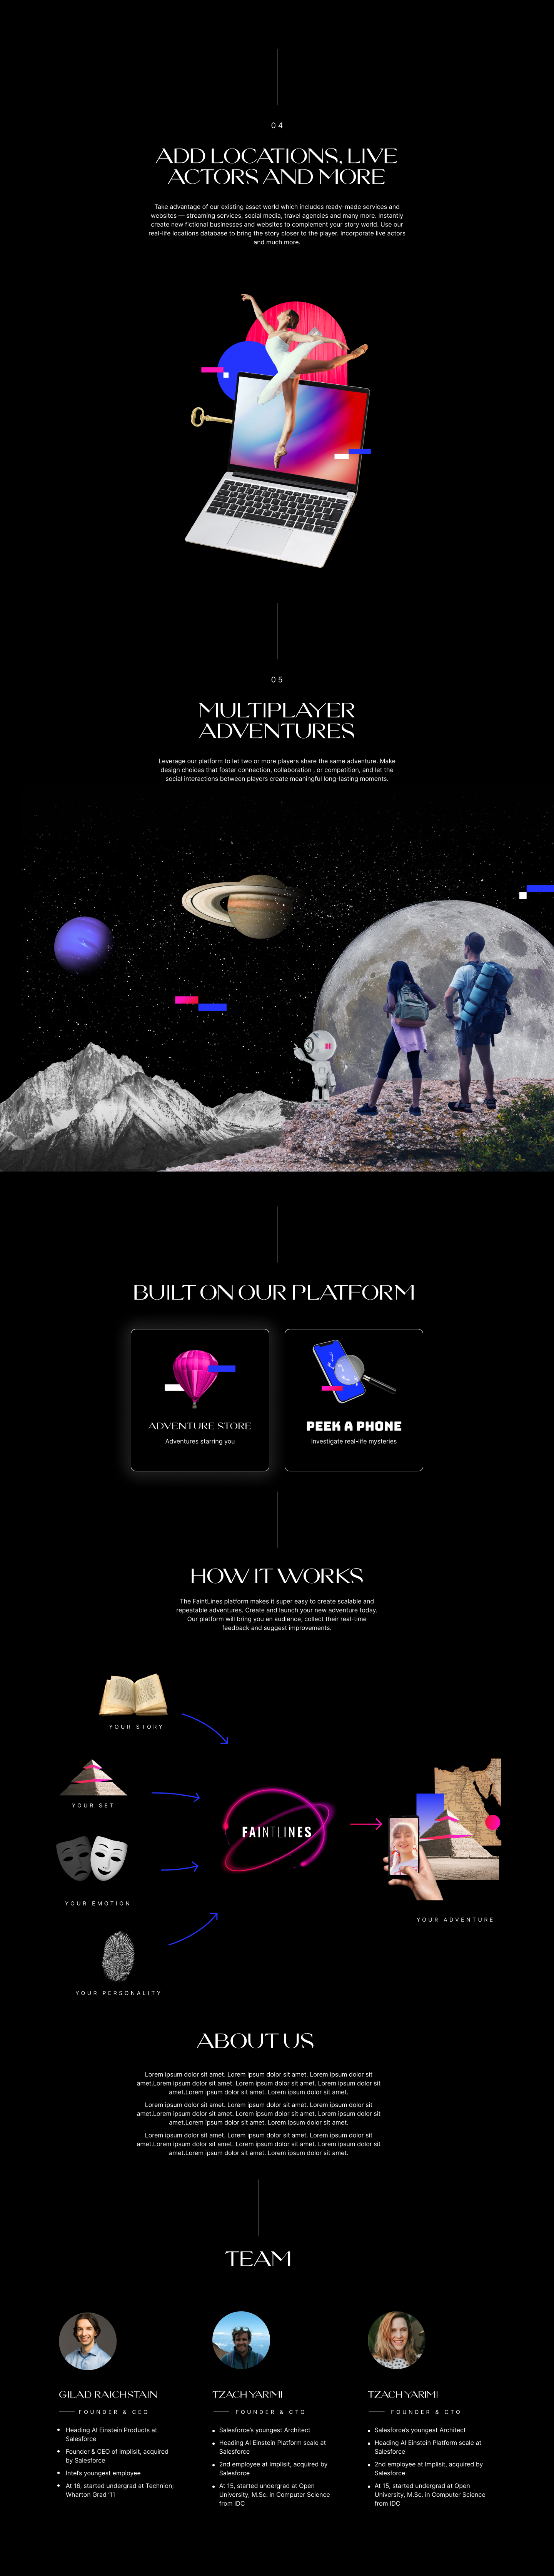 04
ADD LOCATIONS, LIVE
ACTORS AND MORE
Take advantage of our existing asset world which includes ready-made services and
websites — streaming services, social media, travel agencies and many more. Instantly
create new fictional businesses and websites to complement your story world. Use our
real-life locations database to bring the story closer to the player. Incorporate live actors
and much more.
05
MULTIPLAYER
ADVENTURES
Leverage our platform to let two or more players share the same adventure. Make
design choices that foster connection, collaboration , or competition, and let the
social interactions between players create meaningful long-lasting moments.
BUILT ON OUR PLATFORM
ADVENTURE STORE
Adventures starring you
PEEK A PHONE
Investigate real-life mysteries
HOW IT WORKS
The FaintLines platform makes it super easy to create scalable and
repeatable adventures. Create and launch your new adventure today.
Our platform will bring you an audience, collect their real-time
feedback and suggest improvements.
YOUR STORY
YOUR SET
YOUR EMOTION
YOUR PERSONALITY
FAINTLINES
YOUR ADVENTURE
ABOUT US
Lorem ipsum dolor sit amet. Lorem ipsum dolor sit amet. Lorem ipsum dolor sit
amet.Lorem ipsum dolor sit amet. Lorem ipsum dolor sit amet. Lorem ipsum dolor sit
amet.Lorem ipsum dolor sit amet. Lorem ipsum dolor sit amet.
Lorem ipsum dolor sit amet. Lorem ipsum dolor sit amet. Lorem ipsum dolor sit
amet.Lorem ipsum dolor sit amet. Lorem ipsum dolor sit amet. Lorem ipsum dolor sit
amet.Lorem ipsum dolor sit amet. Lorem ipsum dolor sit amet.
Lorem ipsum dolor sit amet. Lorem ipsum dolor sit amet. Lorem ipsum dolor sit
amet.Lorem ipsum dolor sit amet. Lorem ipsum dolor sit amet. Lorem ipsum dolor sit
amet.Lorem ipsum dolor sit amet. Lorem ipsum dolor sit amet.
TEAM
GILAD RAICHSTAIN
FOUNDER & CEO
• Heading AI Einstein Products at
Salesforce
• Founder & CEO of Implisit, acquired
by Salesforce
• Intel's youngest employee
• At 16, started undergrad at Technion;
Wharton Grad '11
TZACH YARIMI
FOUNDER & CTO
• Salesforce's youngest Architect
• Heading AI Einstein Platform scale at
Salesforce
• 2nd employee at Implisit, acquired by
Salesforce
• At 15, started undergrad at Open
University, M.Sc. in Computer Science
from IDC
TZACH YARIMI
FOUNDER & CTO
• Salesforce's youngest Architect
• Heading AI Einstein Platform scale at
Salesforce
• 2nd employee at Implisit, acquired by
Salesforce
• At 15, started undergrad at Open
University, M.Sc. in Computer Science
from IDC